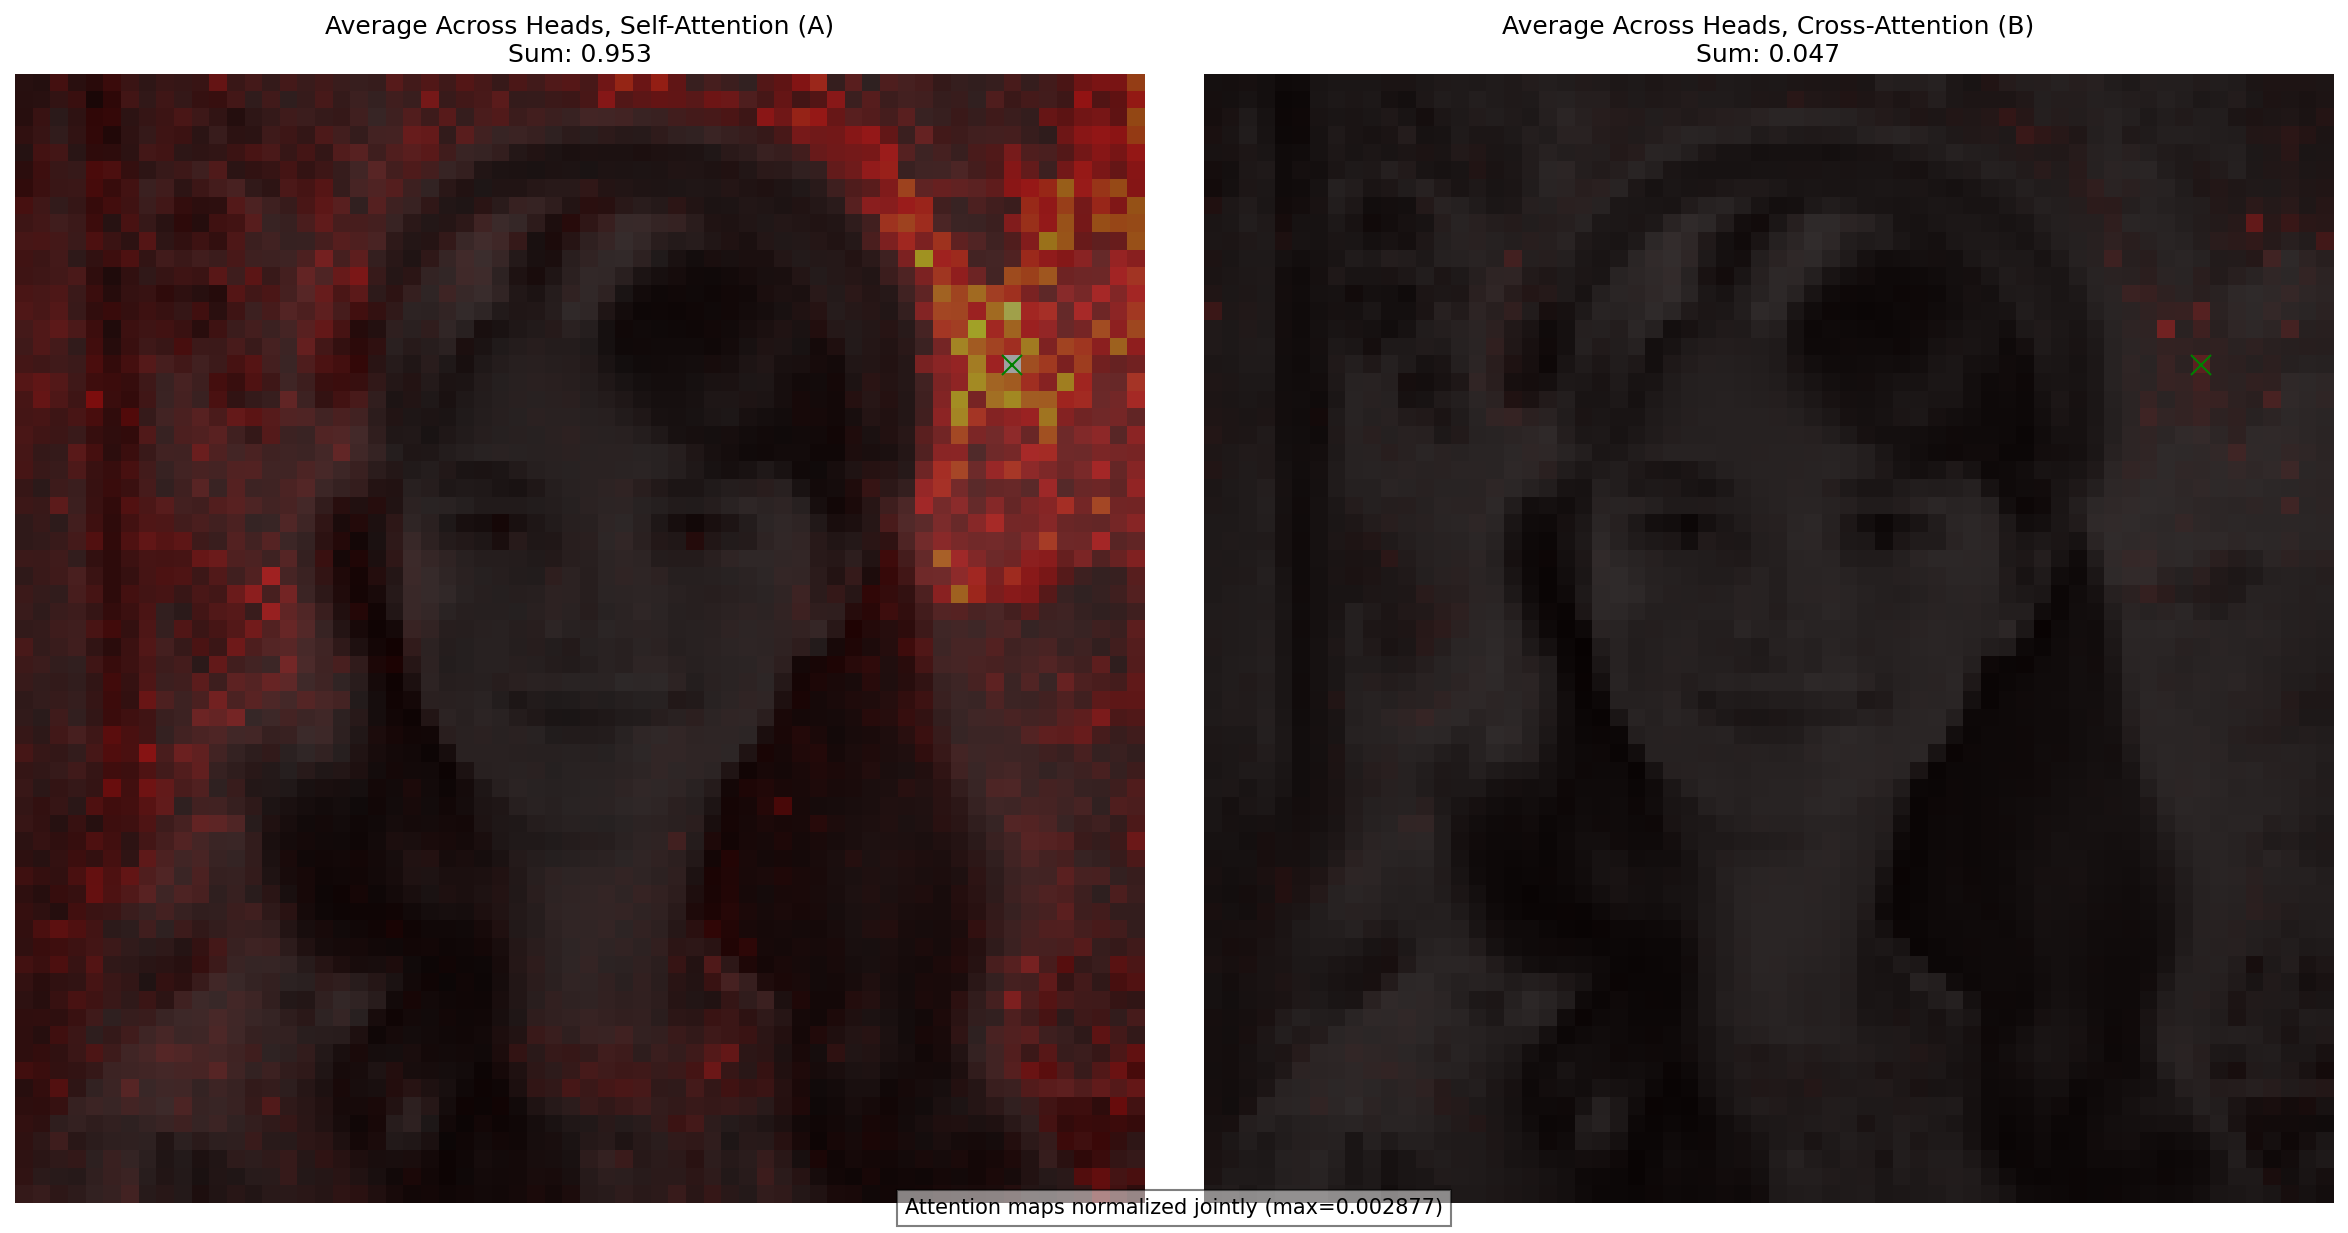 Average Across Heads, Self-Attention (A)
Sum: 0.953
Average Across Heads, Cross-Attention (B)
Sum: 0.047
Attention maps normalized jointly (max=0.002877)